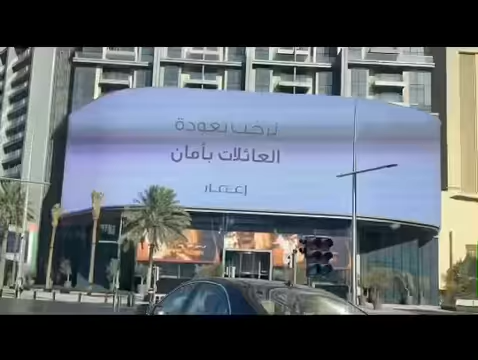 نرحب بعودة
العائلات بأمان
إعمار